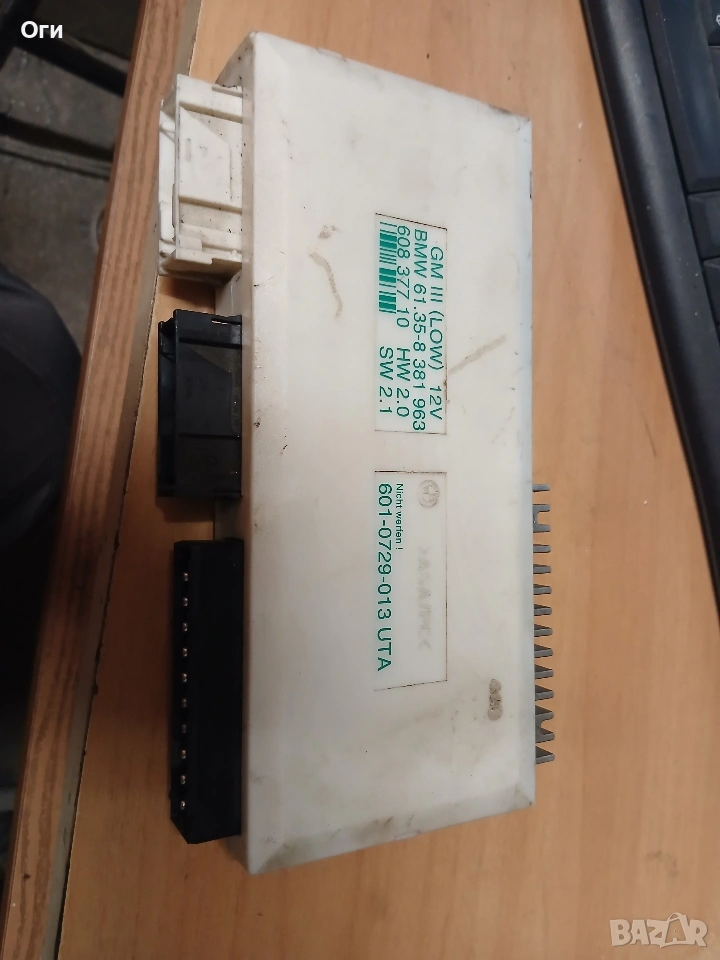 Оги
GM III (LOW) 12V
BMW 61.35-8 381 963
608 377 10 HW 2.0
SW 2.1
Nicht werfen !
601-0729-013 UTA
BAZAR